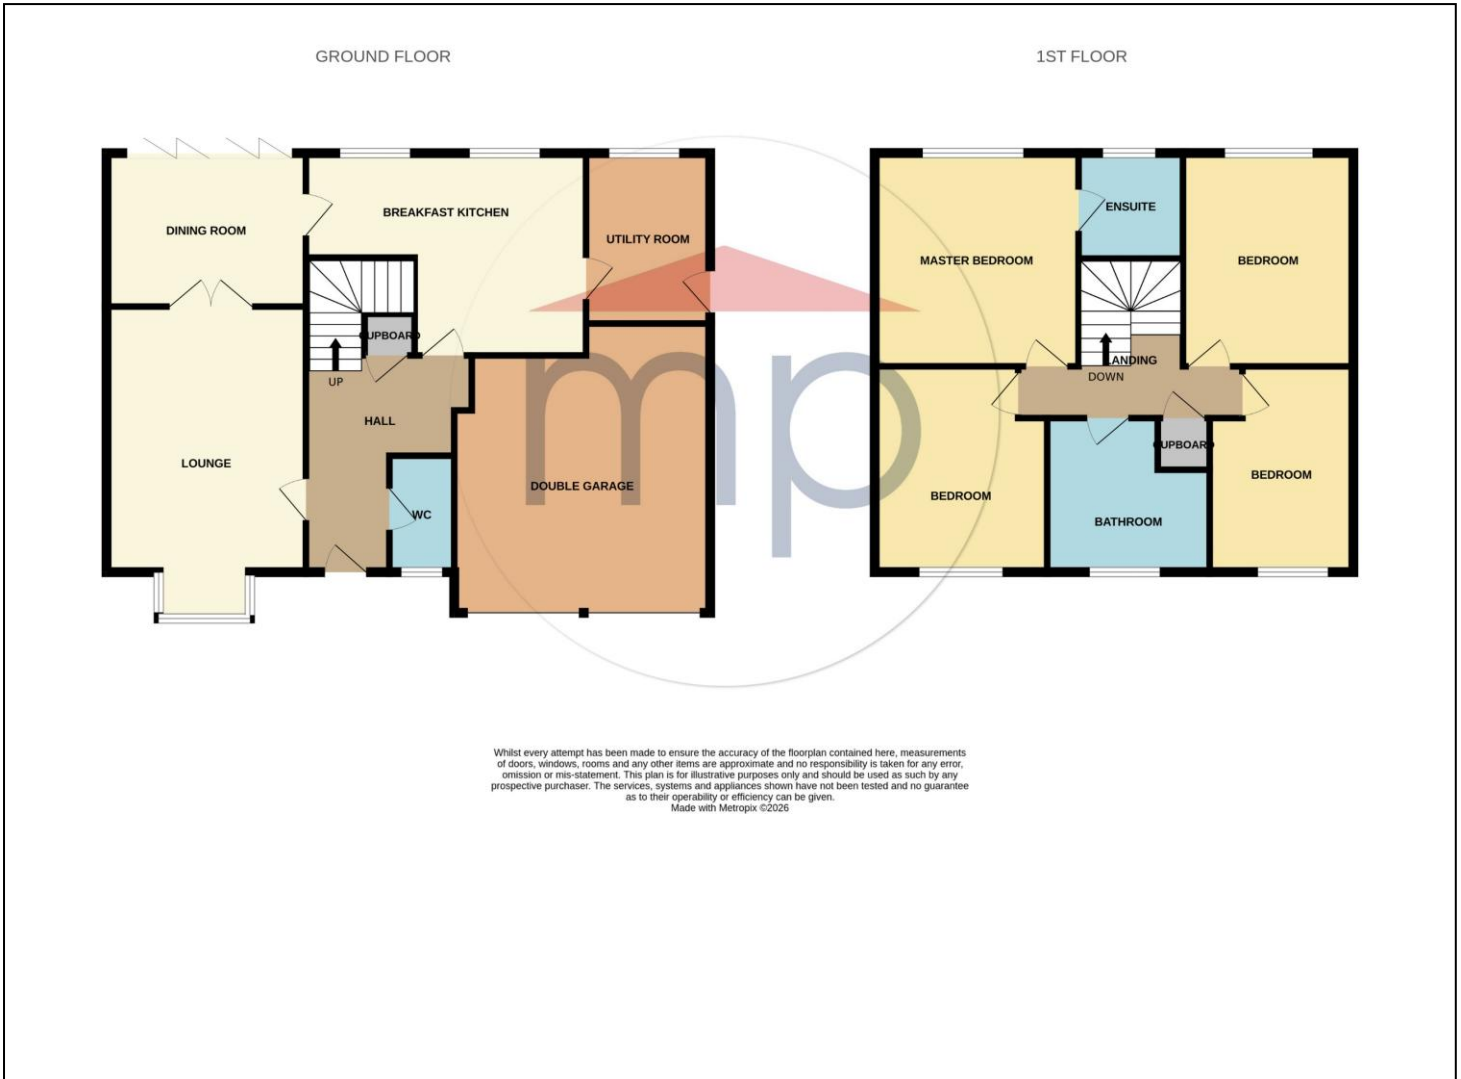 GROUND FLOOR
1ST FLOOR
DINING ROOM
BREAKFAST KITCHEN
UTILITY ROOM
CUPBOARD
UP
HALL
LOUNGE
WC
DOUBLE GARAGE
MASTER BEDROOM
ENSUITE
BEDROOM
LANDING
DOWN
CUPBOARD
BEDROOM
BATHROOM
BEDROOM
mp
Whilst every attempt has been made to ensure the accuracy of the floorplan contained here, measurements
of doors, windows, rooms and any other items are approximate and no responsibility is taken for any error,
omission or mis-statement. This plan is for illustrative purposes only and should be used as such by any
prospective purchaser. The services, systems and appliances shown have not been tested and no guarantee
as to their operability or efficiency can be given.
Made with Metropix ©2026